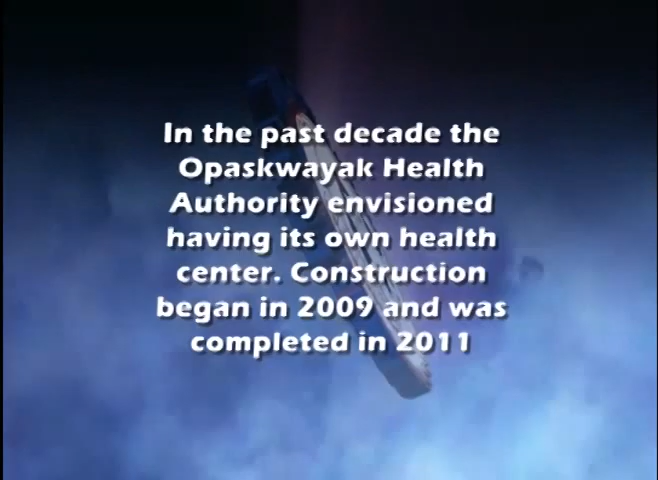 In the past decade the
Opaskwayak Health
Authority envisioned
having its own health
center. Construction
began in 2009 and was
completed in 2011